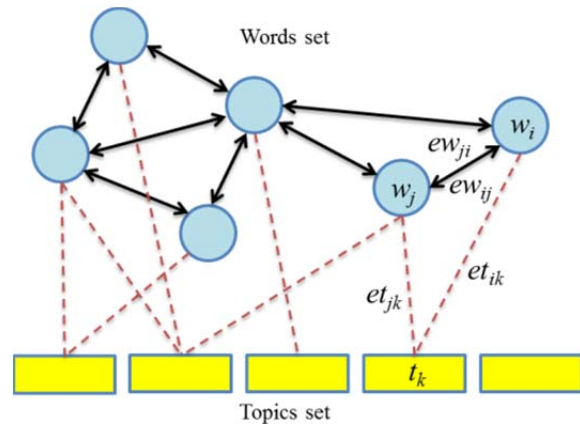 Words set
w_i
ew_ji
w_j
ew_ij
et_jk
et_ik
t_k
Topics set